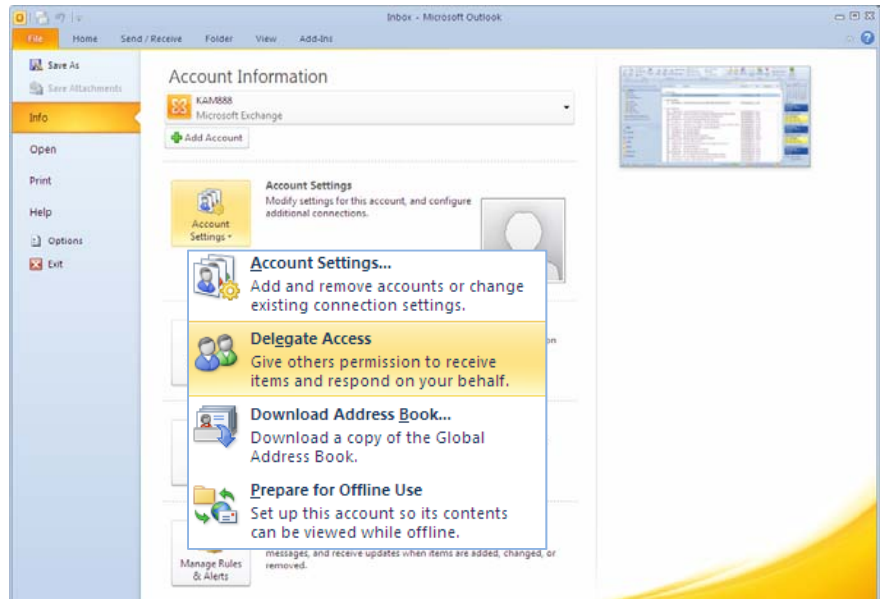 Inbox - Microsoft Outlook
File Home Send / Receive Folder View Add-Ins
Save As
Save Attachments
Info
Open
Print
Help
Options
Exit
Account Information
KAM888
Microsoft Exchange
Add Account
Account Settings
Account Settings
Modify settings for this account, and configure
additional connections.
Account Settings...
Add and remove accounts or change
existing connection settings.
Delegate Access
Give others permission to receive
items and respond on your behalf.
on
Download Address Book...
Download a copy of the Global
Address Book.
Prepare for Offline Use
Set up this account so its contents
can be viewed while offline.
Manage Rules
& Alerts
messages, and receive updates when items are added, changed, or
removed.